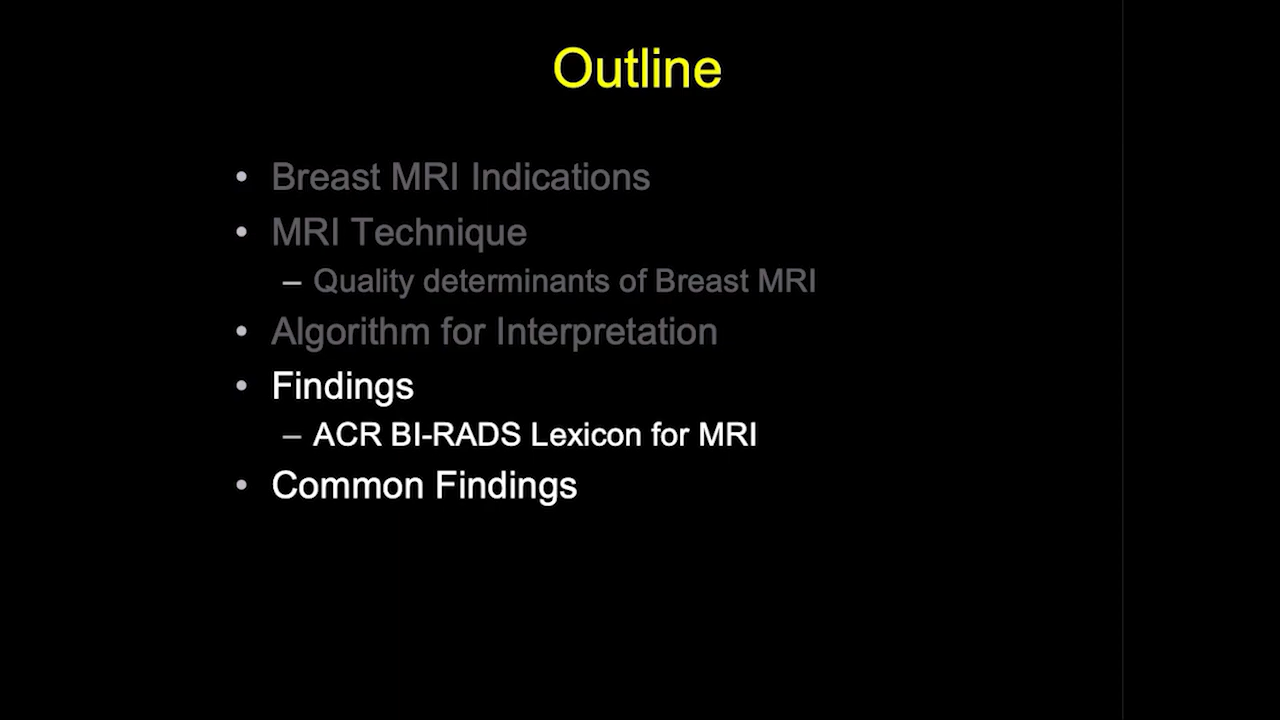 Outline
• Breast MRI Indications
• MRI Technique
– Quality determinants of Breast MRI
• Algorithm for Interpretation
• Findings
– ACR BI-RADS Lexicon for MRI
• Common Findings